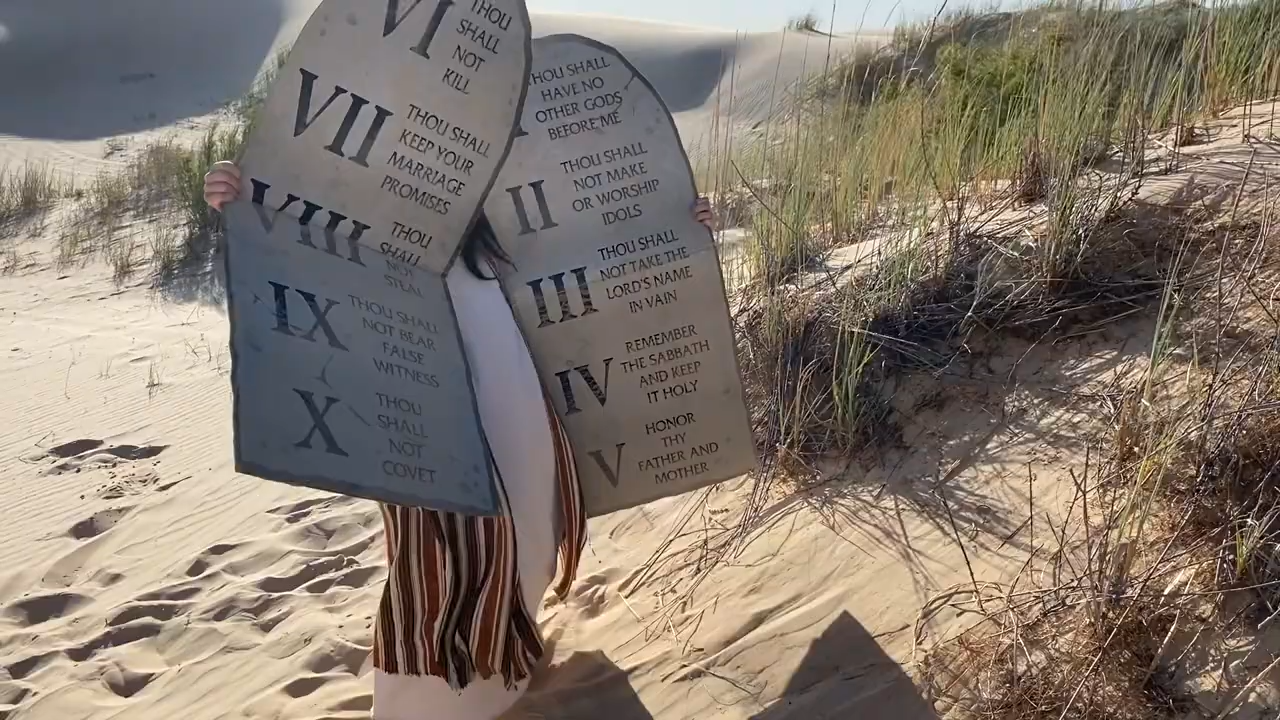 VI
THOU
SHALL
NOT
KILL
VII
THOU SHALL
KEEP YOUR
MARRIAGE
PROMISES
VIII
THOU
SHALL
NOT
STEAL
IX
THOU SHALL
NOT BEAR
FALSE
WITNESS
X
THOU
SHALL
NOT
COVET
THOU SHALL
HAVE NO
OTHER GODS
BEFORE ME
II
THOU SHALL
NOT MAKE
OR WORSHIP
IDOLS
III
THOU SHALL
NOT TAKE THE
LORD'S NAME
IN VAIN
IV
REMEMBER
THE SABBATH
AND KEEP
IT HOLY
V
HONOR
THY
FATHER AND
MOTHER